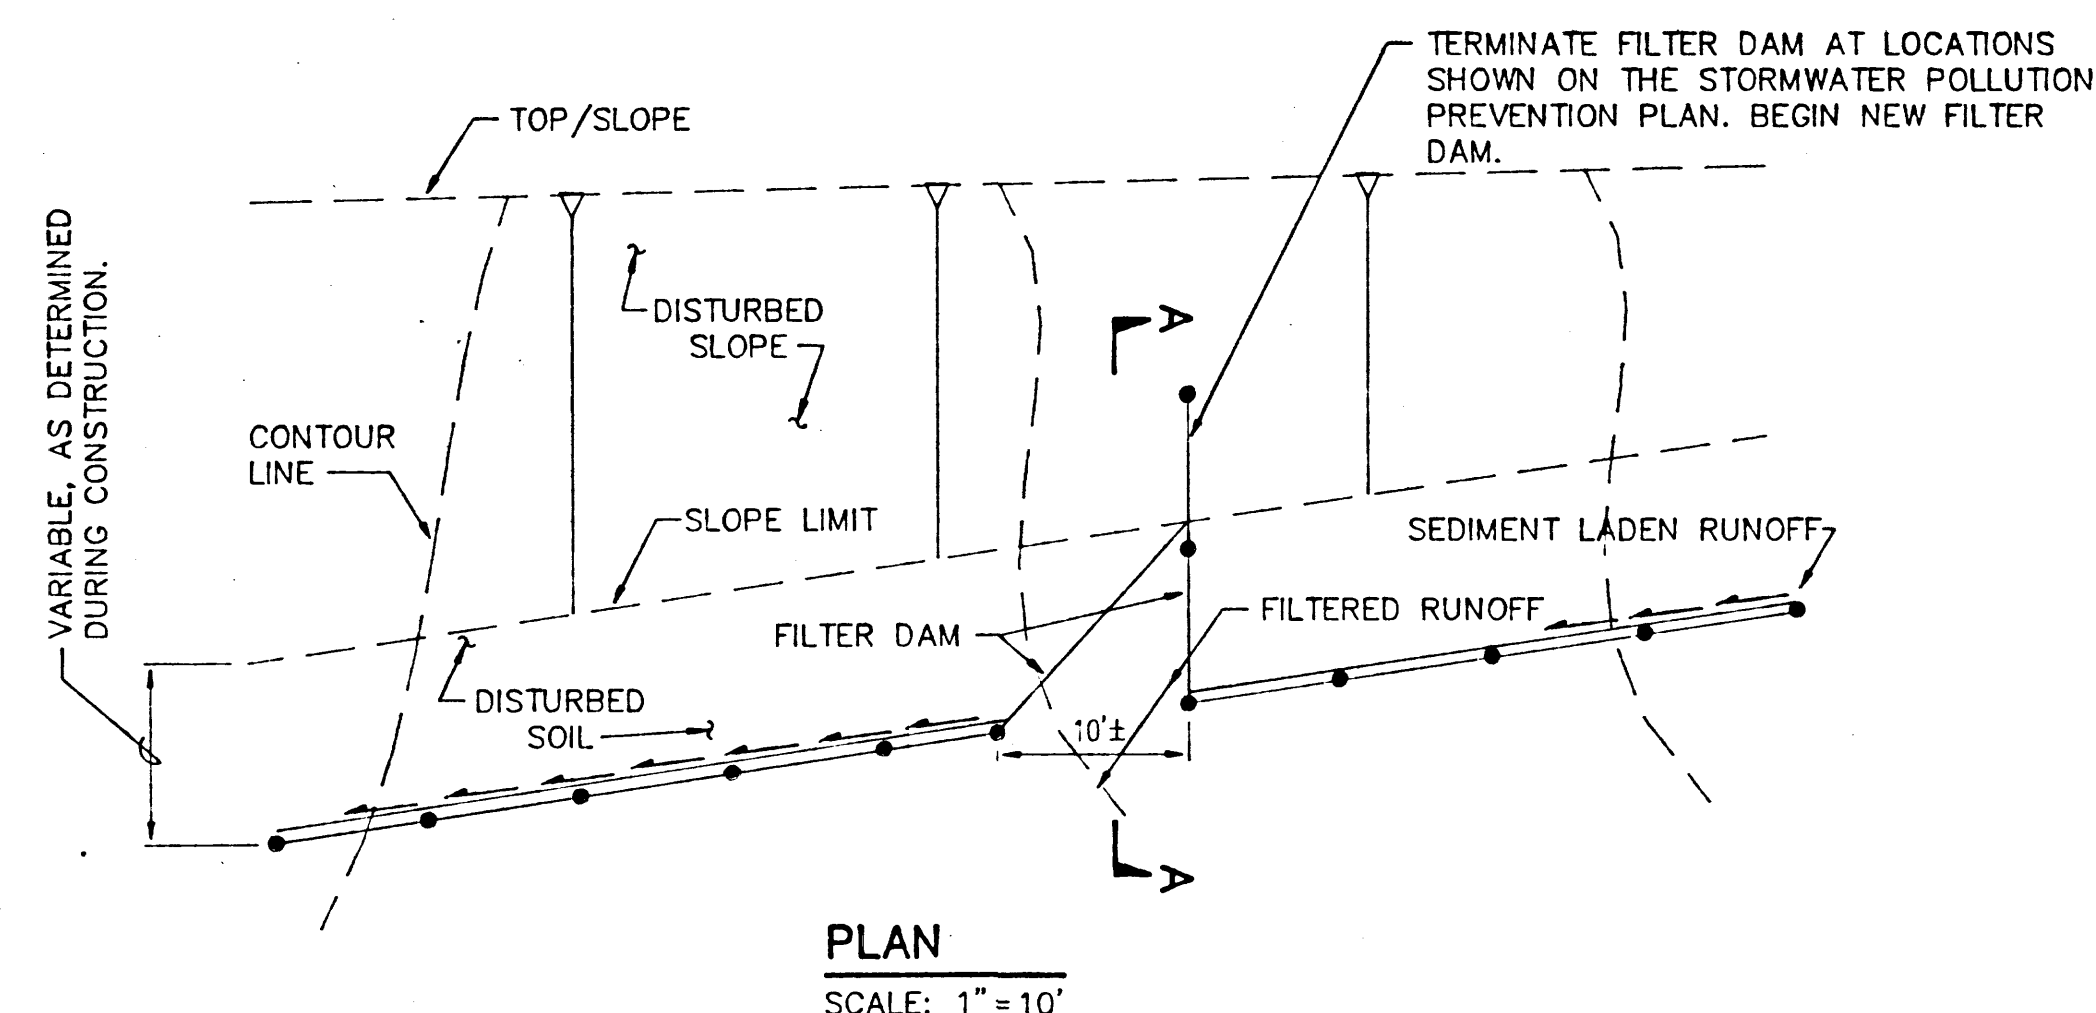 TERMINATE FILTER DAM AT LOCATIONS
SHOWN ON THE STORMWATER POLLUTION
PREVENTION PLAN. BEGIN NEW FILTER
DAM.
TOP/SLOPE
VARIABLE, AS DETERMINED
DURING CONSTRUCTION.
DISTURBED
SLOPE
A
CONTOUR
LINE
SLOPE LIMIT
SEDIMENT LADEN RUNOFF
FILTER DAM
FILTERED RUNOFF
DISTURBED
SOIL
10'±
A
PLAN
SCALE: 1" = 10'